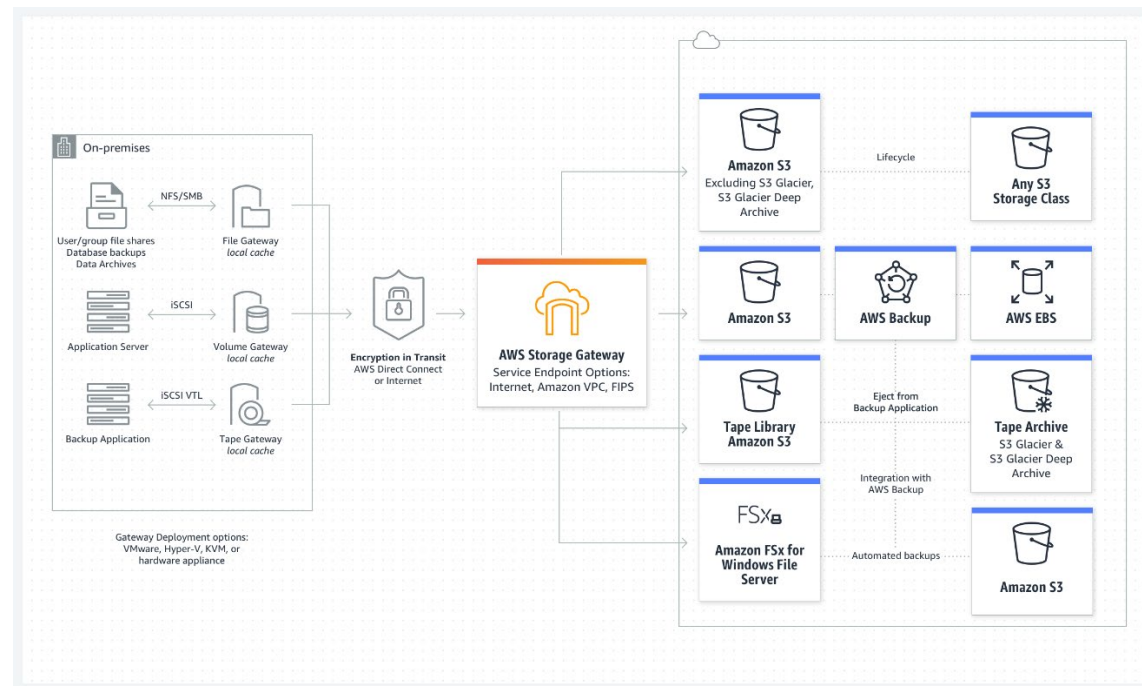 On-premises
NFS/SMB
User/group file shares
Database backups
Data Archives
File Gateway
local cache
iSCSI
Application Server
Volume Gateway
local cache
iSCSI VTL
Backup Application
Tape Gateway
local cache
Gateway Deployment options:
VMware, Hyper-V, KVM, or
hardware appliance
Encryption in Transit
AWS Direct Connect
or Internet
AWS Storage Gateway
Service Endpoint Options:
Internet, Amazon VPC, FIPS
Amazon S3
Excluding S3 Glacier,
S3 Glacier Deep
Archive
Lifecycle
Any S3
Storage Class
Amazon S3
AWS Backup
AWS EBS
Tape Library
Amazon S3
Eject from
Backup Application
Tape Archive
S3 Glacier &
S3 Glacier Deep
Archive
Integration with
AWS Backup
FSx
Amazon FSx for
Windows File
Server
Automated backups
Amazon S3